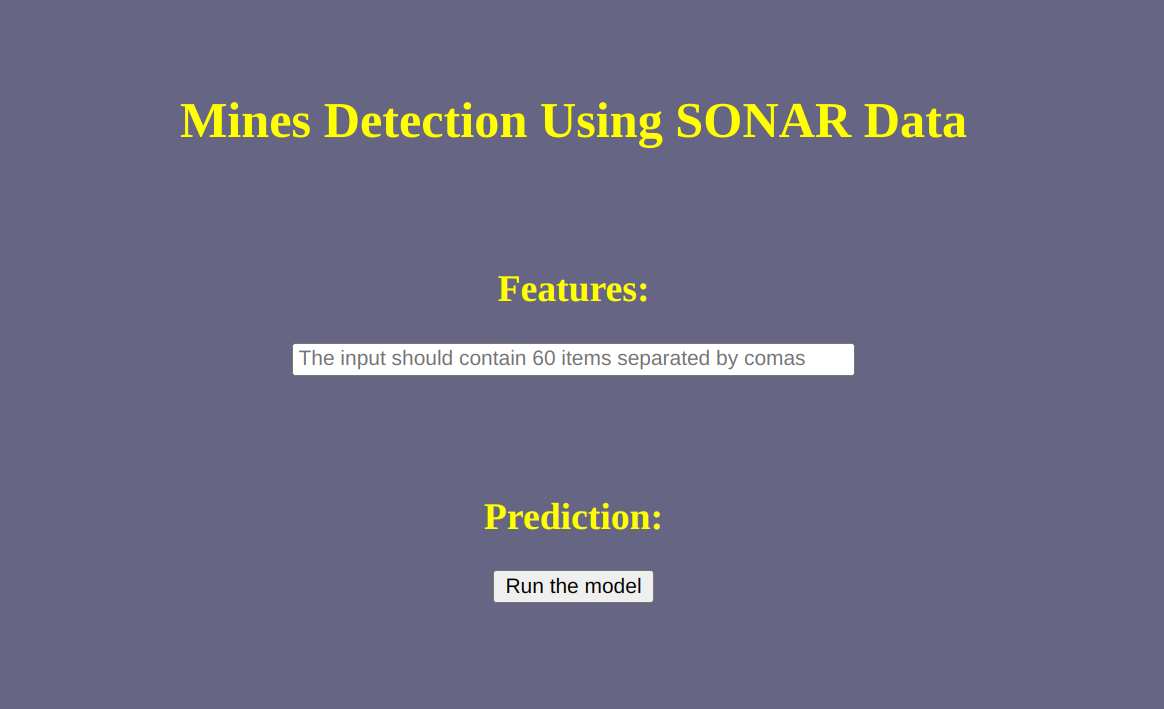 Mines Detection Using SONAR Data
Features:
The input should contain 60 items separated by comas
Prediction:
Run the model